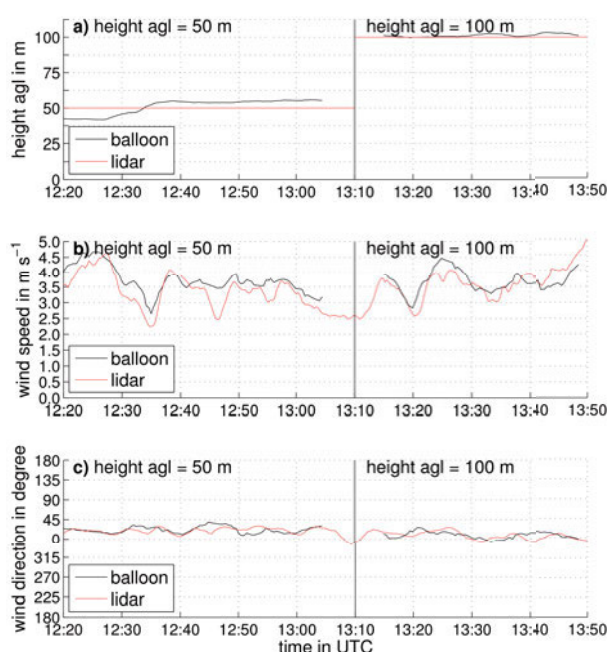 a) height agl = 50 m height agl = 100 m
height agl in m
100
75
50
25
0
balloon
lidar
12:20 12:30 12:40 12:50 13:00 13:10 13:20 13:30 13:40 13:50
b) height agl = 50 m height agl = 100 m
wind speed in m s⁻¹
5.0
4.5
4.0
3.5
3.0
2.5
2.0
1.5
1.0
0.5
0.0
balloon
lidar
12:20 12:30 12:40 12:50 13:00 13:10 13:20 13:30 13:40 13:50
c) height agl = 50 m height agl = 100 m
wind direction in degree
180
135
90
45
0
315
270
225
180
balloon
lidar
12:20 12:30 12:40 12:50 13:00 13:10 13:20 13:30 13:40 13:50
time in UTC